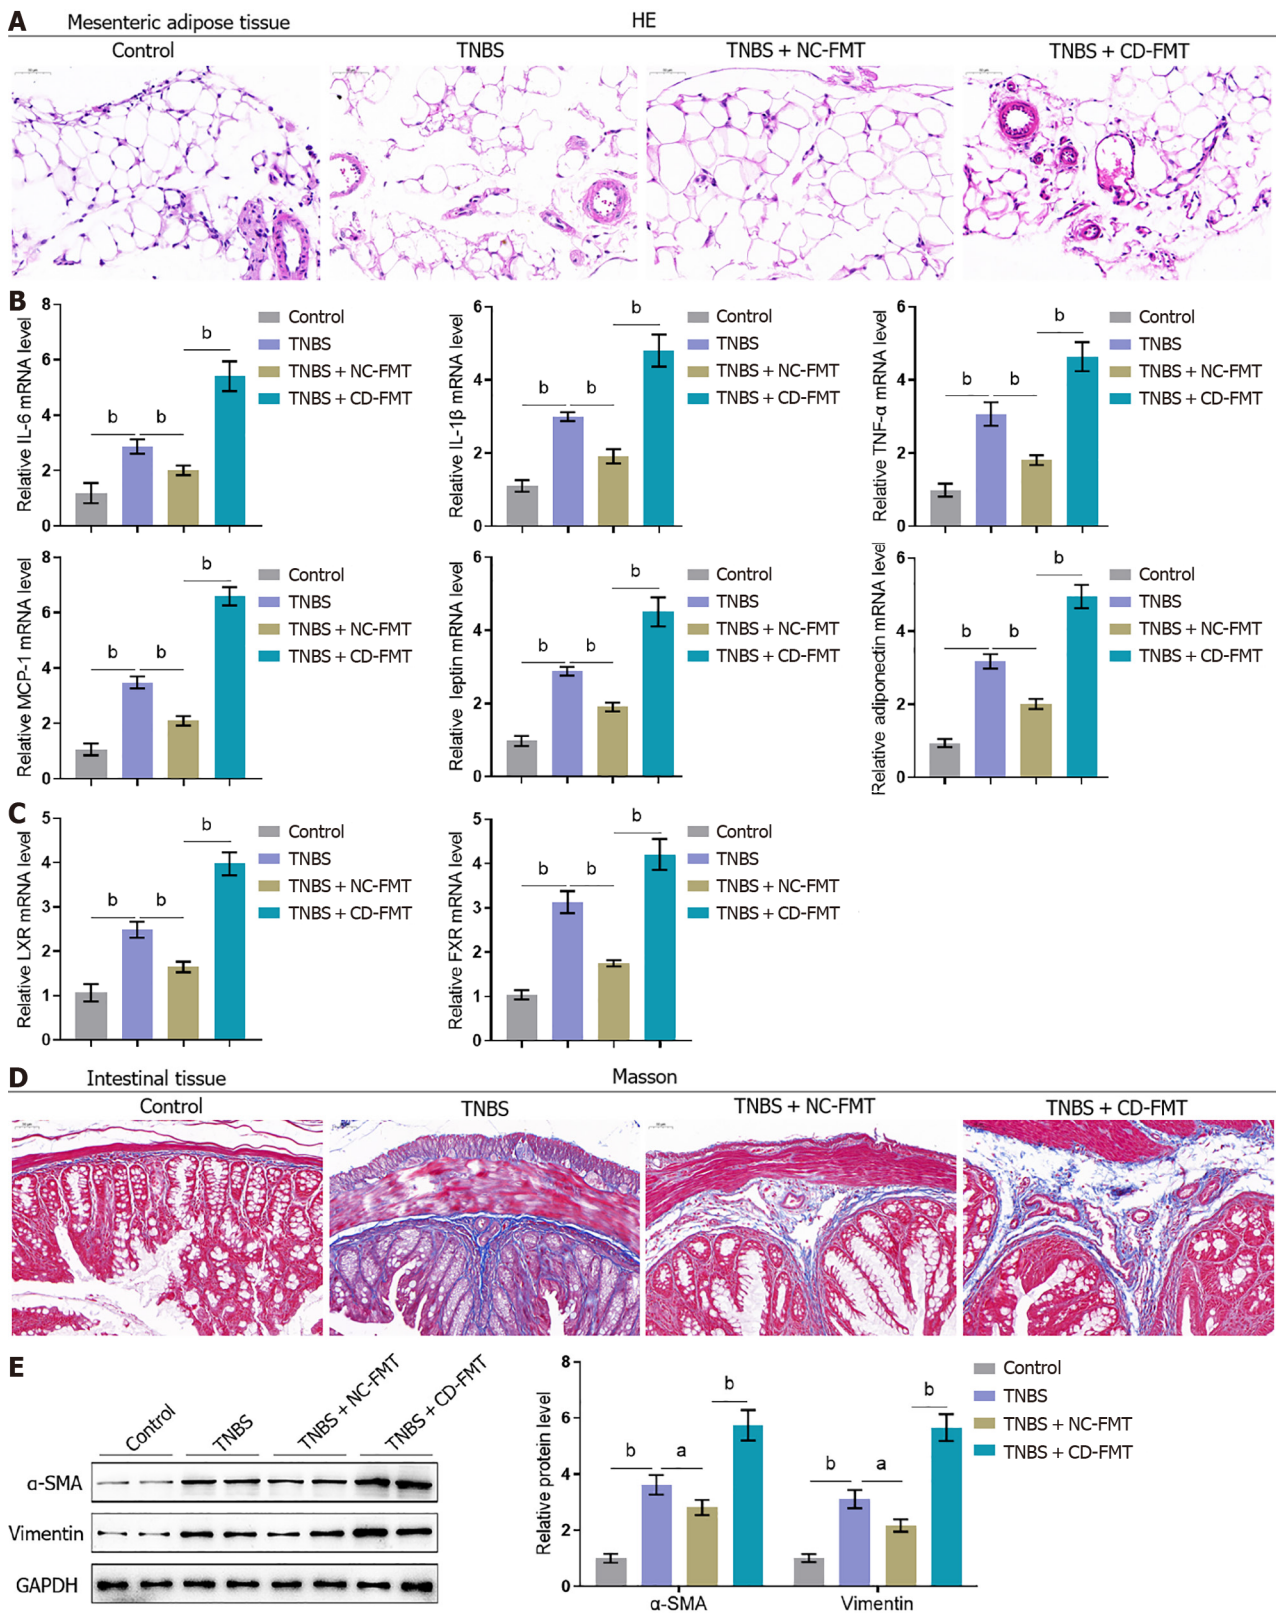 A
Mesenteric adipose tissue HE
Control TNBS TNBS + NC-FMT TNBS + CD-FMT
B
Relative IL-6 mRNA level
8
6
4
2
0
b b b
Control
TNBS
TNBS + NC-FMT
TNBS + CD-FMT
Relative IL-1β mRNA level
6
4
2
0
b b b
Control
TNBS
TNBS + NC-FMT
TNBS + CD-FMT
Relative TNF-α mRNA level
6
4
2
0
b b b
Control
TNBS
TNBS + NC-FMT
TNBS + CD-FMT
Relative MCP-1 mRNA level
8
6
4
2
0
b b b
Control
TNBS
TNBS + NC-FMT
TNBS + CD-FMT
Relative leptin mRNA level
6
4
2
0
b b b
Control
TNBS
TNBS + NC-FMT
TNBS + CD-FMT
Relative adiponedtin mRNA level
6
4
2
0
b b b
Control
TNBS
TNBS + NC-FMT
TNBS + CD-FMT
C
Relative LXR mRNA level
5
4
3
2
1
0
b b b
Control
TNBS
TNBS + NC-FMT
TNBS + CD-FMT
Relative FXR mRNA level
5
4
3
2
1
0
b b b
Control
TNBS
TNBS + NC-FMT
TNBS + CD-FMT
D
Intestinal tissue Masson
Control TNBS TNBS + NC-FMT TNBS + CD-FMT
E
Control TNBS TNBS + NC-FMT TNBS + CD-FMT
α-SMA
Vimentin
GAPDH
Relative protein level
8
6
4
2
0
b a b b a b
α-SMA Vimentin
Control
TNBS
TNBS + NC-FMT
TNBS + CD-FMT